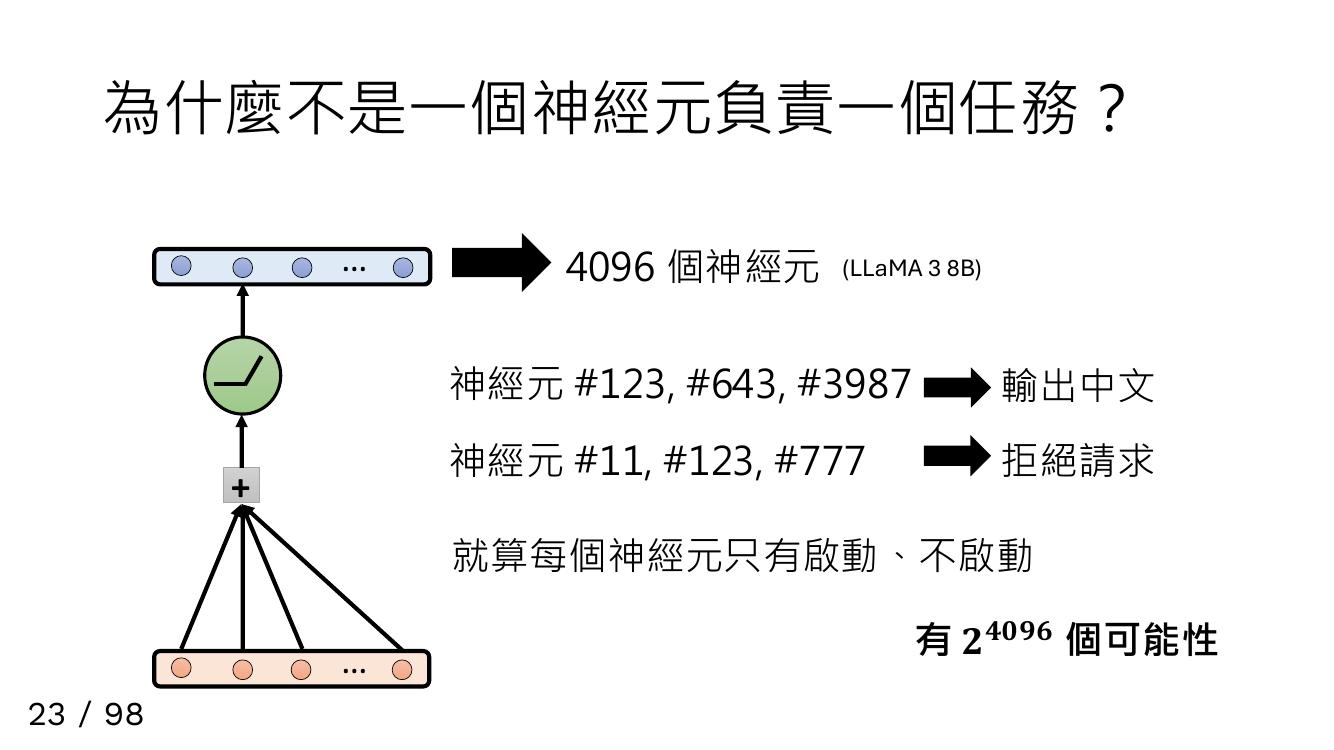 為什麼不是一個神經元負責一個任務？
... 4096 個神經元 (LLaMA 3 8B)
神經元 #123, #643, #3987 輸出中文
神經元 #11, #123, #777 拒絕請求
+
就算每個神經元只有啟動、不啟動
有 2^4096 個可能性
...
23 / 98